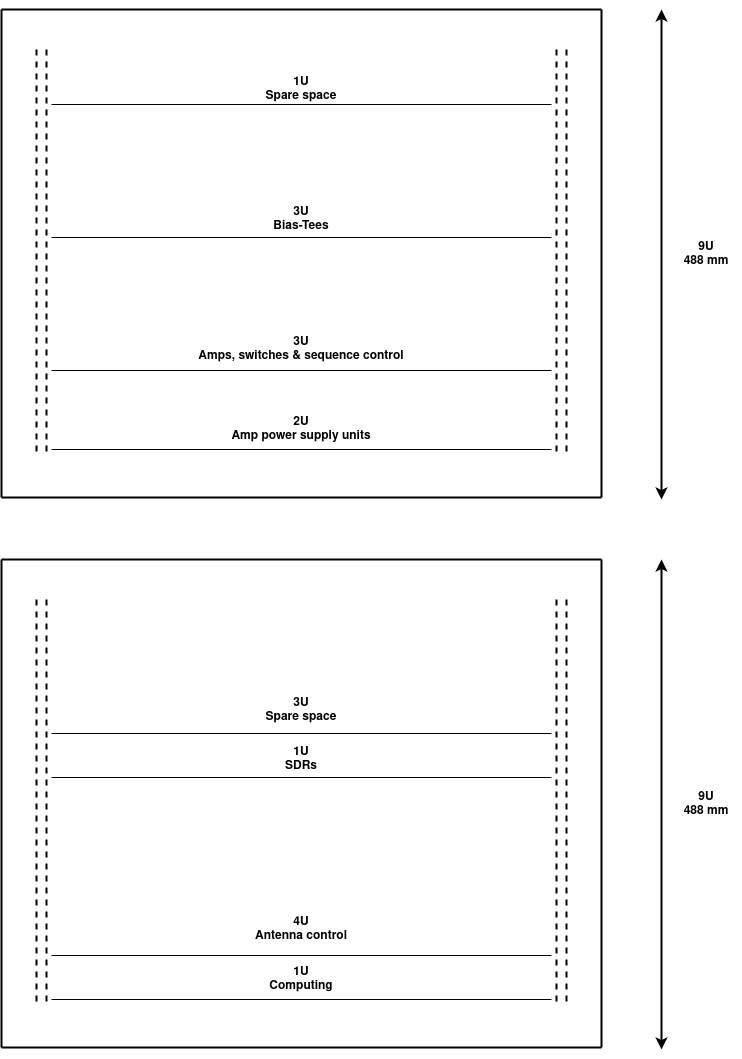 1U
Spare space
3U
Bias-Tees
9U
488 mm
3U
Amps, switches & sequence control
2U
Amp power supply units
3U
Spare space
1U
SDRs
9U
488 mm
4U
Antenna control
1U
Computing